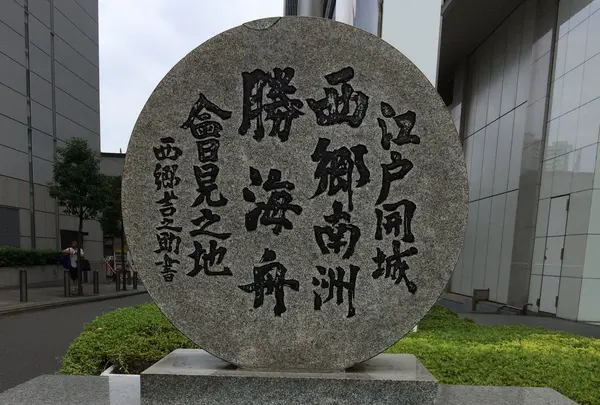 江戸開城
西郷南洲
勝海舟
會見之地
西郷吉之助書